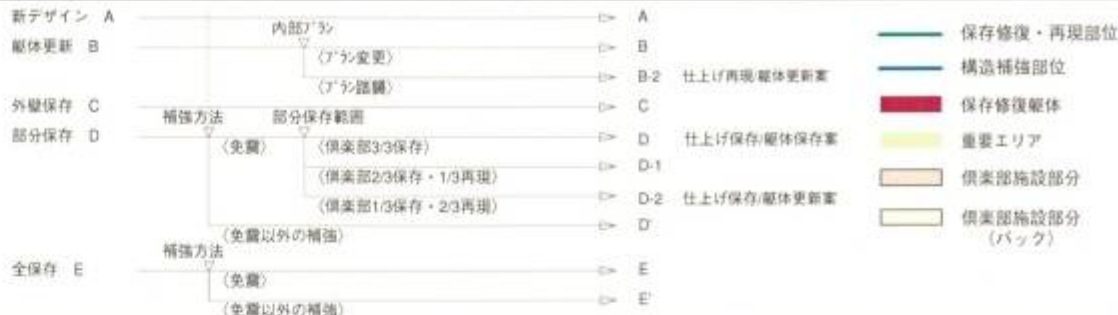 新デザイン A
A
内部プラン
躯体更新 B
B
〈プラン変更〉
〈プラン踏襲〉
B-2 仕上げ再現/躯体更新案
外壁保存 C
C
補強方法
部分保存範囲
部分保存 D
〈免震〉
〈倶楽部3/3保存〉
D 仕上げ保存/躯体保存案
D-1
〈倶楽部2/3保存・1/3再現〉
D-2 仕上げ保存/躯体更新案
〈倶楽部1/3保存・2/3再現〉
D'
〈免震以外の補強〉
補強方法
全保存 E
E
〈免震〉
E'
〈免震以外の補強〉
保存修復・再現部位
構造補強部位
保存修復躯体
重要エリア
倶楽部施設部分
倶楽部施設部分
(バック)